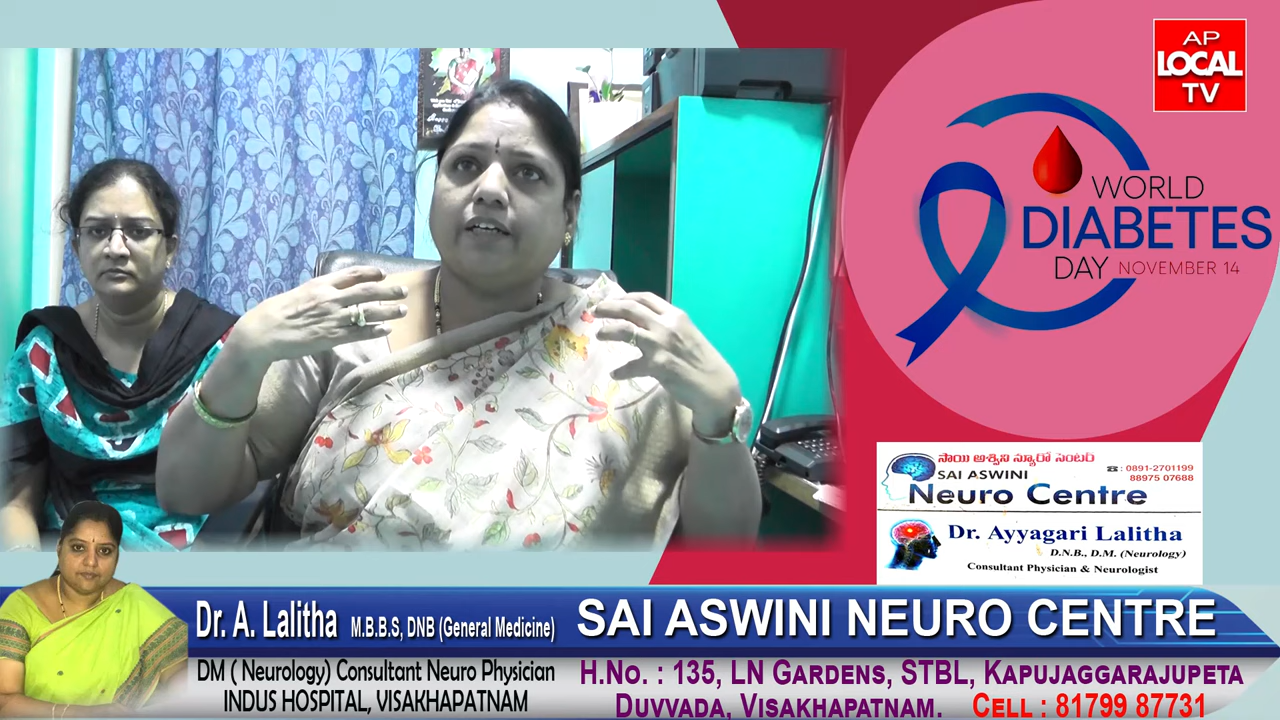 AP
LOCAL
TV
WORLD
DIABETES
DAY NOVEMBER 14
సాయి అశ్విని న్యూరో సెంటర్
SAI ASWINI
Neuro Centre
☎: 0891-2701199
88975 07688
Dr. Ayyagari Lalitha
D.N.B., D.M. (Neurology)
Consultant Physician & Neurologist
Dr. A. Lalitha M.B.B.S, DNB (General Medicine)
DM ( Neurology) Consultant Neuro Physician
INDUS HOSPITAL, VISAKHAPATNAM
SAI ASWINI NEURO CENTRE
H.No. : 135, LN Gardens, STBL, Kapujaggarajupeta
Duvvada, Visakhapatnam. Cell : 81799 87731